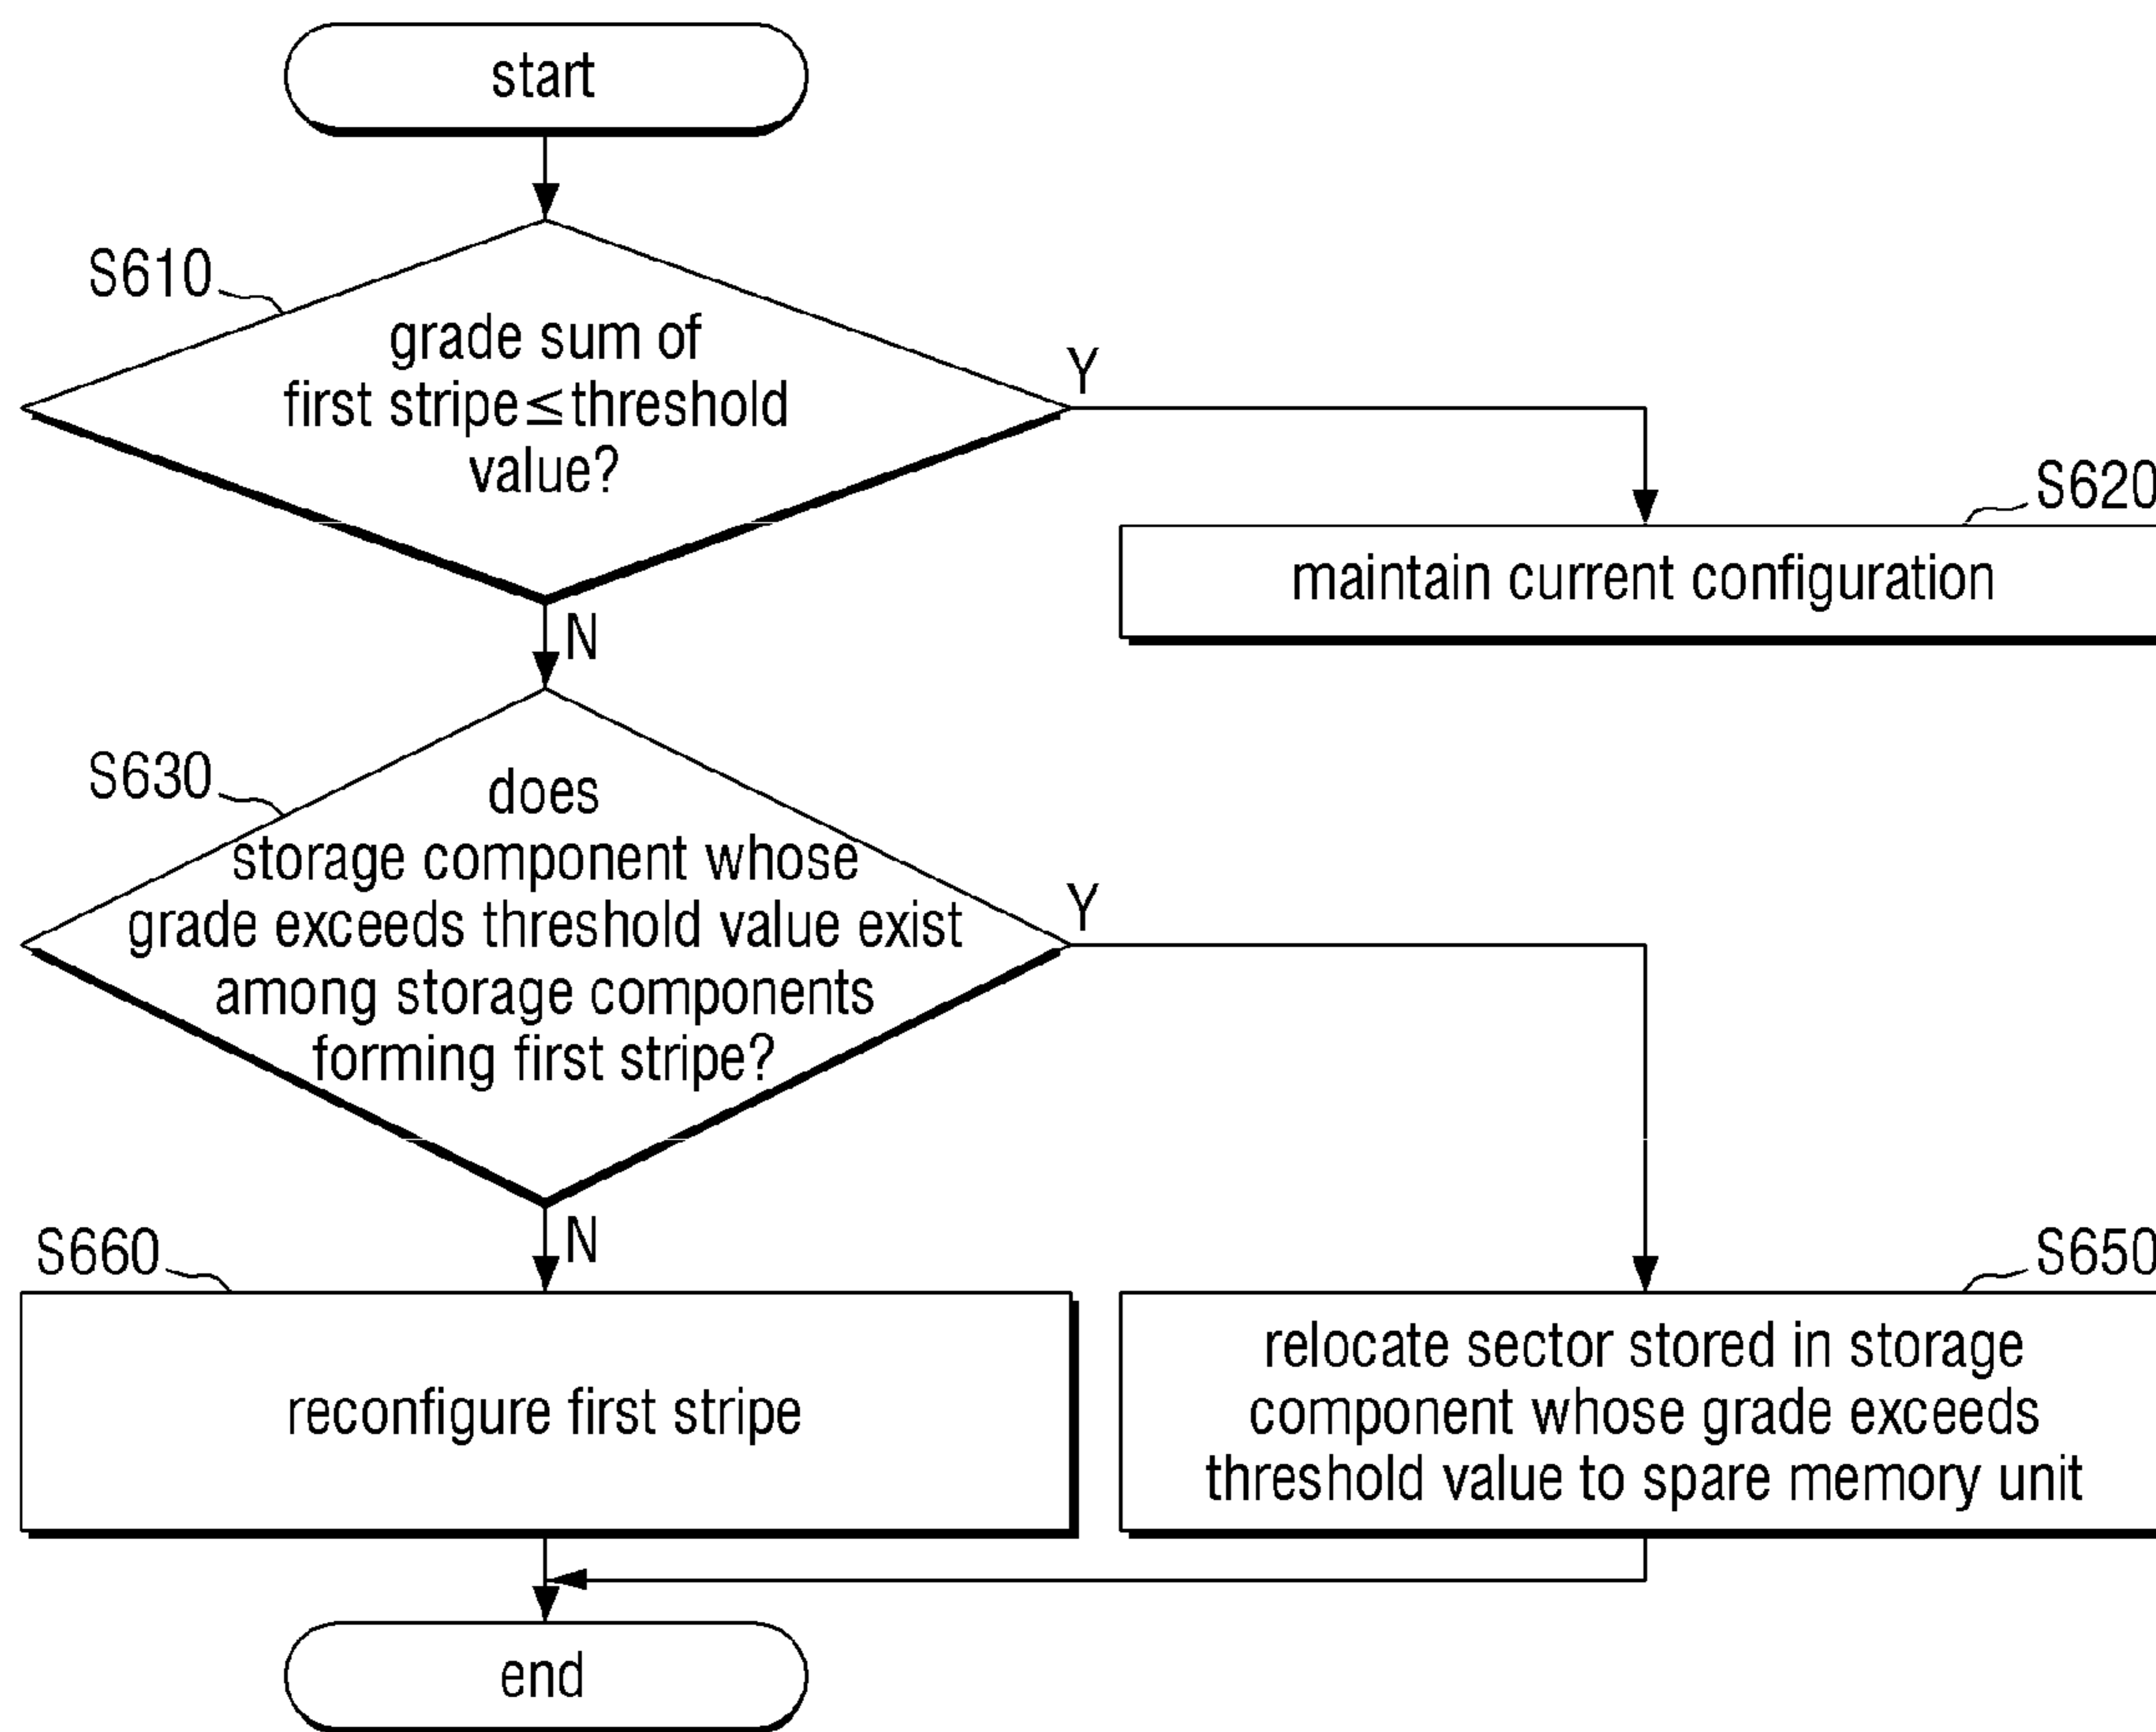 start
S610
grade sum of
first stripe≤threshold
value?
Y
S620
maintain current configuration
N
S630
does
storage component whose
grade exceeds threshold value exist
among storage components
forming first stripe?
Y
N
S660
reconfigure first stripe
S650
relocate sector stored in storage
component whose grade exceeds
threshold value to spare memory unit
end